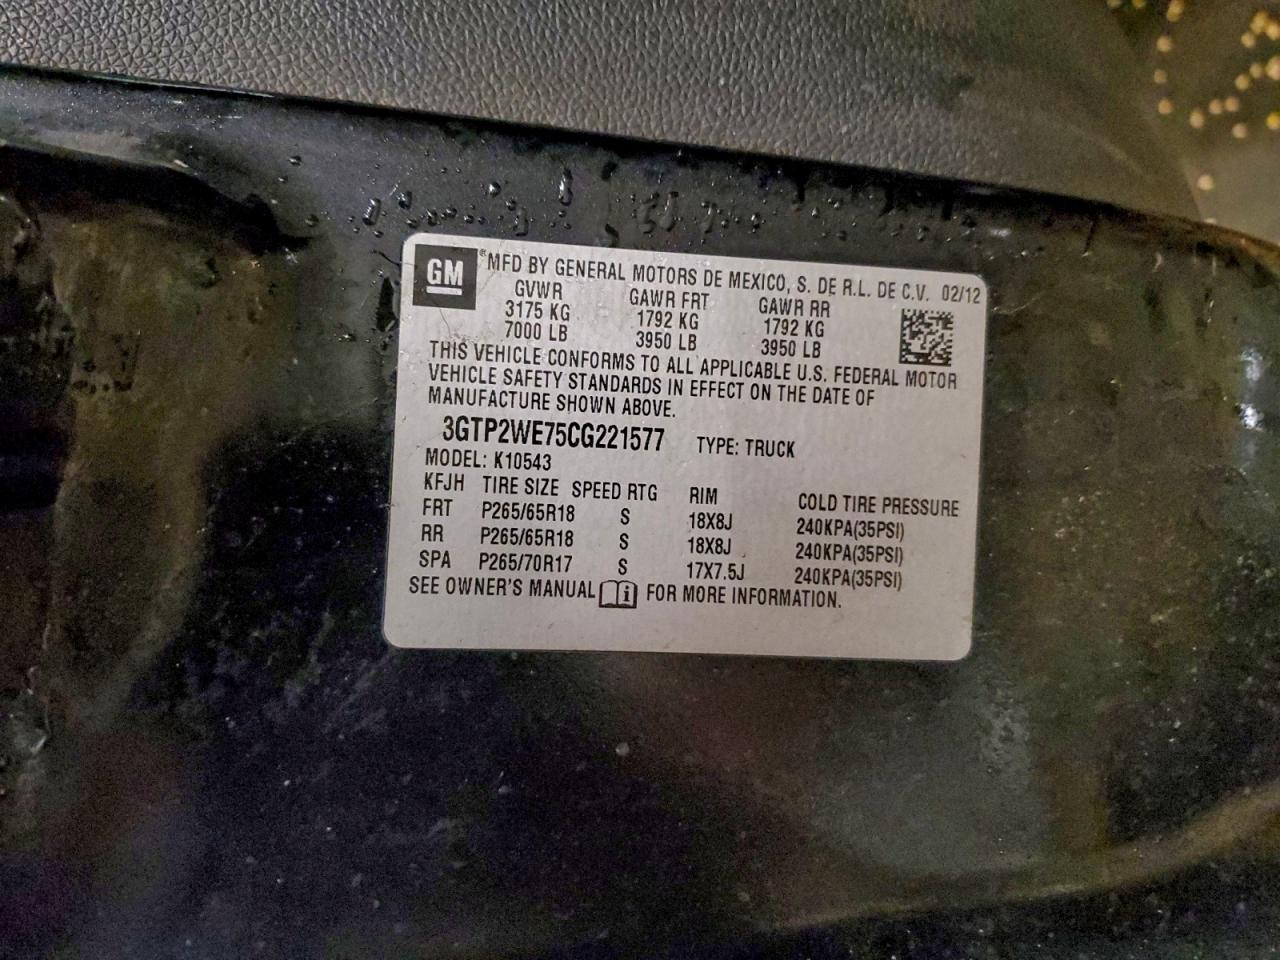 GM ® MFD BY GENERAL MOTORS DE MEXICO, S. DE R.L. DE C.V. 02/12
GVWR GAWR FRT GAWR RR
3175 KG 1792 KG 1792 KG
7000 LB 3950 LB 3950 LB
THIS VEHICLE CONFORMS TO ALL APPLICABLE U.S. FEDERAL MOTOR
VEHICLE SAFETY STANDARDS IN EFFECT ON THE DATE OF
MANUFACTURE SHOWN ABOVE.
3GTP2WE75CG221577 TYPE: TRUCK
MODEL: K10543
KFJH TIRE SIZE SPEED RTG RIM COLD TIRE PRESSURE
FRT P265/65R18 S 18X8J 240KPA(35PSI)
RR P265/65R18 S 18X8J 240KPA(35PSI)
SPA P265/70R17 S 17X7.5J 240KPA(35PSI)
SEE OWNER'S MANUAL i FOR MORE INFORMATION.